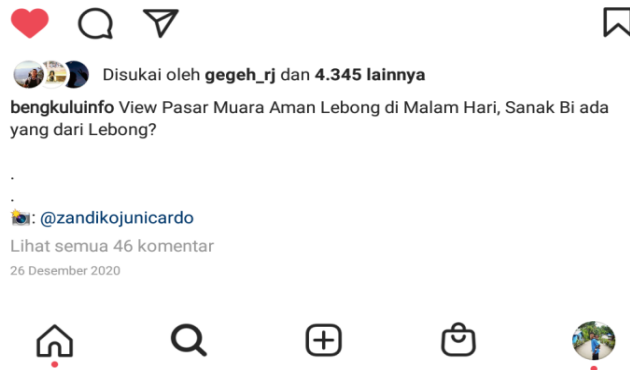 Disukai oleh gegeh_rj dan 4.345 lainnya
bengkuluinfo View Pasar Muara Aman Lebong di Malam Hari, Sanak Bi ada
yang dari Lebong?
.
.
📷: @zandikojunicardo
Lihat semua 46 komentar
26 Desember 2020